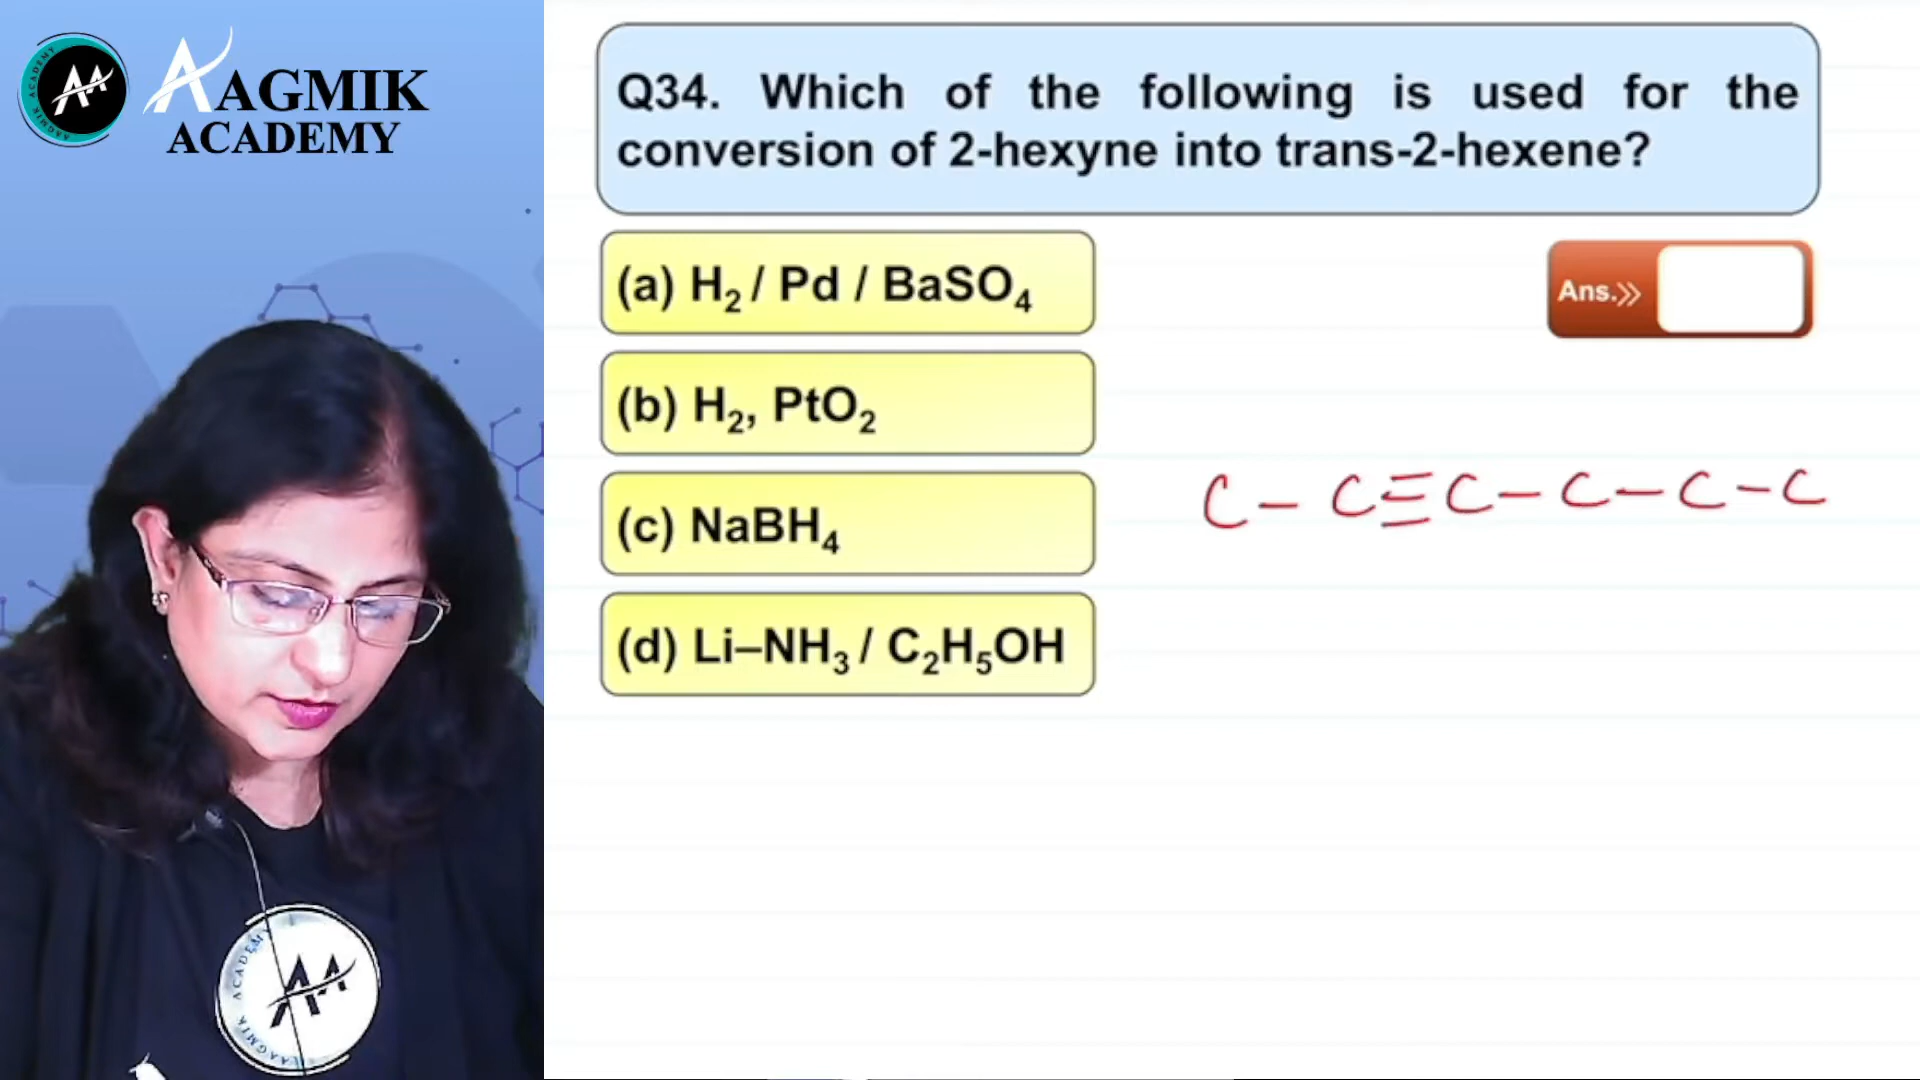 AAGMIK
ACADEMY
Q34. Which of the following is used for the
conversion of 2-hexyne into trans-2-hexene?
(a) H₂ / Pd / BaSO₄
Ans.
(b) H₂, PtO₂
C - C≡C - C - C - C
(c) NaBH₄
(d) Li–NH₃ / C₂H₅OH